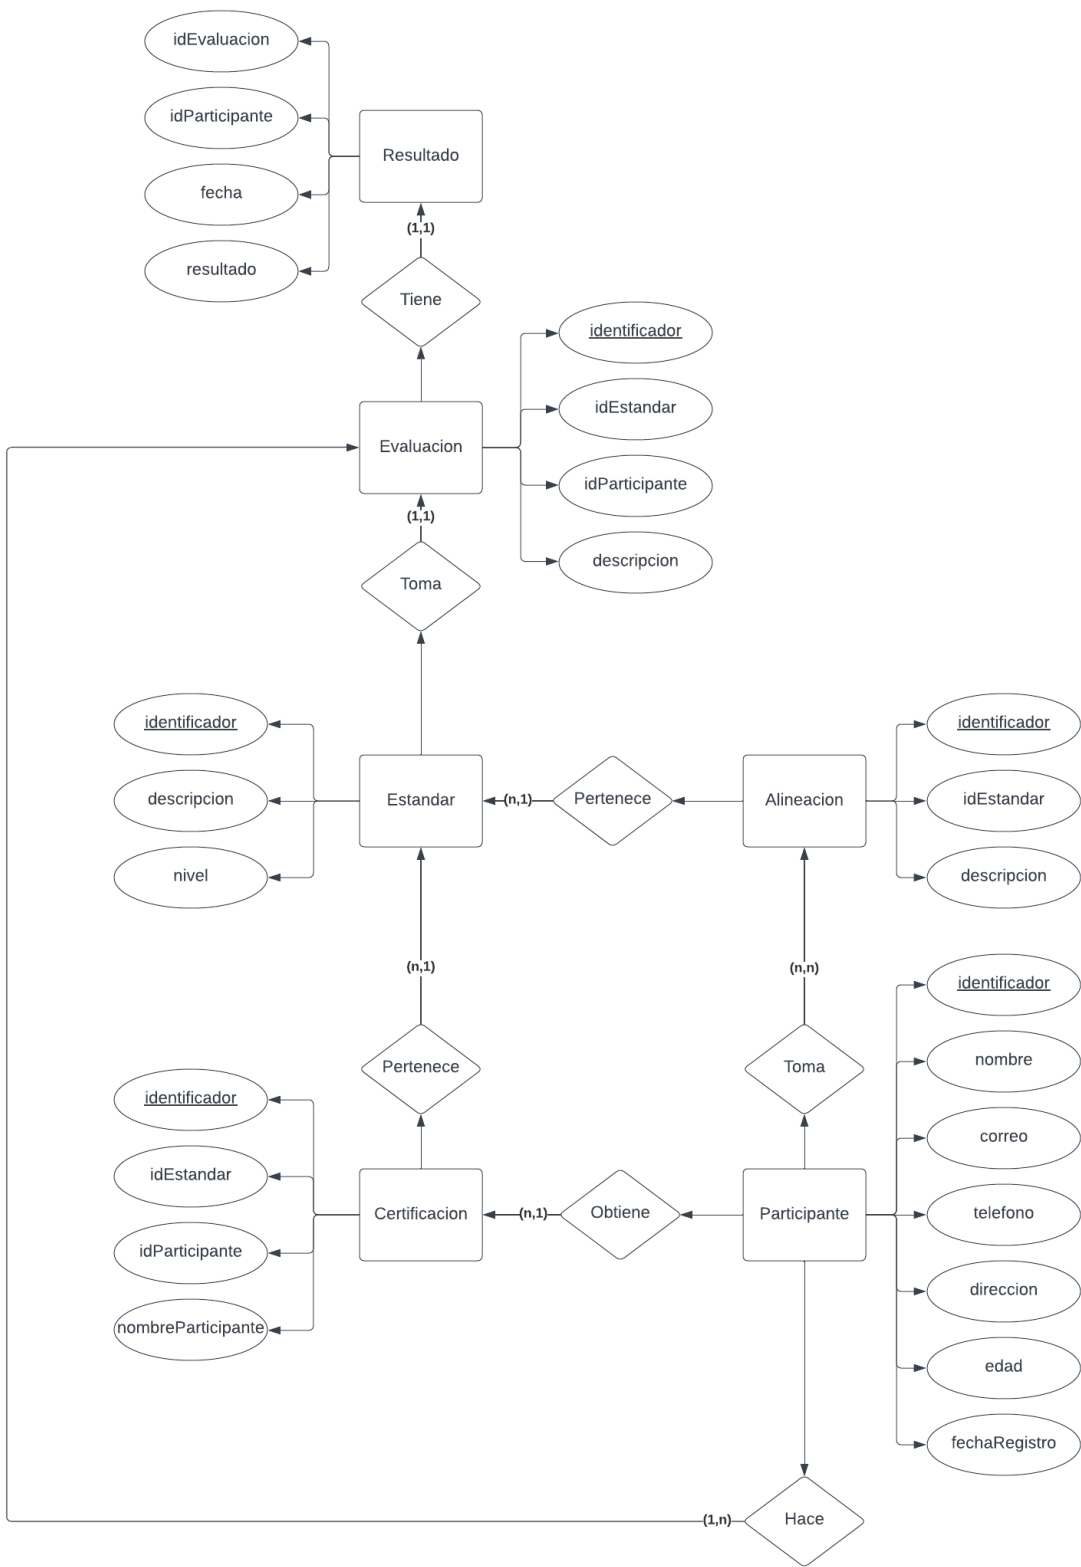 idEvaluacion
idParticipante
Resultado
fecha
(1,1)
resultado
Tiene
identificador
idEstandar
Evaluacion
idParticipante
(1,1)
descripcion
Toma
identificador
identificador
descripcion
Estandar
(n,1)
Pertenece
Alineacion
idEstandar
nivel
descripcion
(n,1)
(n,n)
identificador
nombre
Pertenece
Toma
identificador
correo
idEstandar
Certificacion
(n,1)
Obtiene
Participante
telefono
idParticipante
direccion
nombreParticipante
edad
fechaRegistro
(1,n)
Hace